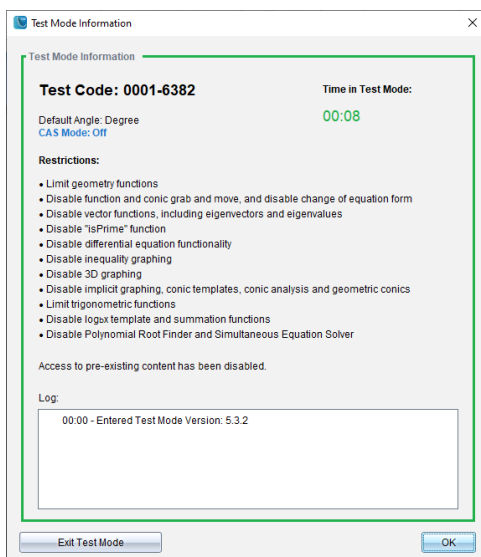 Test Mode Information
Test Mode Information
Test Code: 0001-6382
Time in Test Mode:
00:08
Default Angle: Degree
CAS Mode: Off
Restrictions:
• Limit geometry functions
• Disable function and conic grab and move, and disable change of equation form
• Disable vector functions, including eigenvectors and eigenvalues
• Disable "isPrime" function
• Disable differential equation functionality
• Disable inequality graphing
• Disable 3D graphing
• Disable implicit graphing, conic templates, conic analysis and geometric conics
• Limit trigonometric functions
• Disable logbx template and summation functions
• Disable Polynomial Root Finder and Simultaneous Equation Solver
Access to pre-existing content has been disabled.
Log:
00:00 - Entered Test Mode Version: 5.3.2
Exit Test Mode
OK